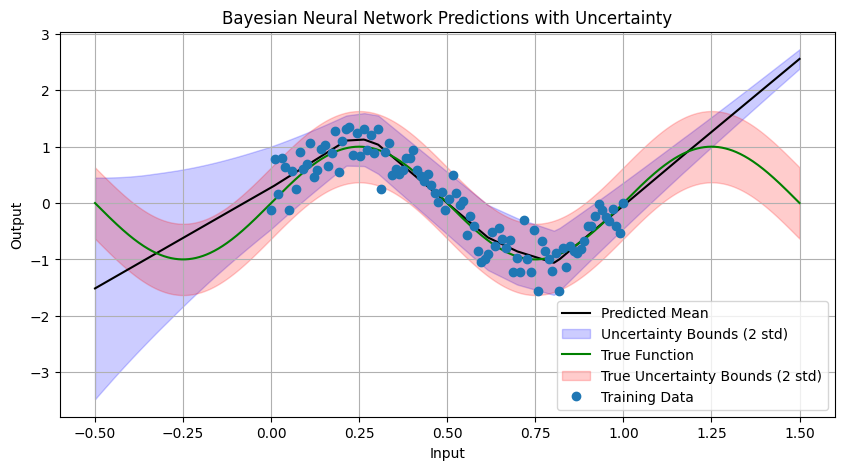 Bayesian Neural Network Predictions with Uncertainty
3
2
1
0
−1
−2
−3
Output
−0.50
−0.25
0.00
0.25
0.50
0.75
1.00
1.25
1.50
Input
Predicted Mean
Uncertainty Bounds (2 std)
True Function
True Uncertainty Bounds (2 std)
Training Data